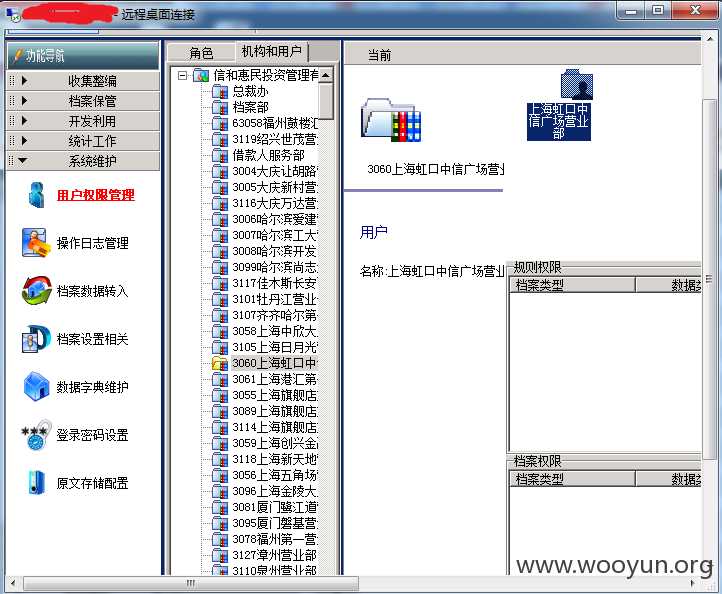 - 远程桌面连接
功能导航
收集整编
档案保管
开发利用
统计工作
系统维护
用户权限管理
操作日志管理
档案数据转入
档案设置相关
数据字典维护
登录密码设置
原文存储配置
角色
机构和用户
信和惠民投资管理有
总裁办
档案部
63058福州鼓楼汇
3119绍兴世茂营
借款人服务部
3004大庆让胡路
3005大庆新村营
3116大庆万达营
3006哈尔滨爱建
3007哈尔滨工大
3008哈尔滨开发
3099哈尔滨尚志
3117佳木斯长安
3101牡丹江营业
3107齐齐哈尔第
3058上海中欣大
3105上海日月光
3060上海虹口中
3061上海港汇第
3055上海旗舰店
3089上海旗舰店
3114上海旗舰店
3059上海创兴金
3118上海新天地
3056上海五角场
3096上海金陵大
3081厦门鹭江道
3095厦门磐基营
3078福州第一营
3127漳州营业部
3110泉州营业部
当前
3060上海虹口中信广场营业
上海虹口中
信广场营业
部
用户
名称:上海虹口中信广场营业
规则权限
档案类型
数据类
档案权限
档案类型
数据类
www.wooyun.org